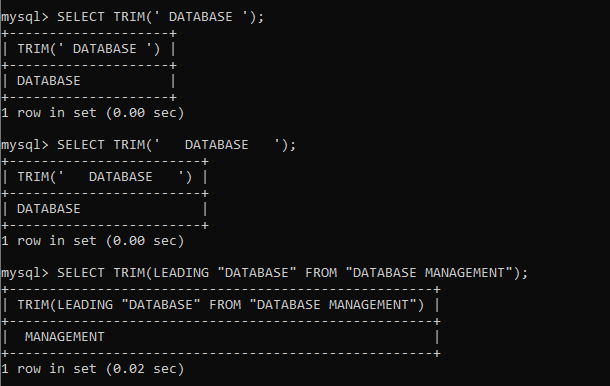 mysql> SELECT TRIM(' DATABASE ');
+--------------------+
| TRIM(' DATABASE ') |
+--------------------+
| DATABASE           |
+--------------------+
1 row in set (0.00 sec)

mysql> SELECT TRIM('   DATABASE   ');
+------------------------+
| TRIM('   DATABASE   ') |
+------------------------+
| DATABASE               |
+------------------------+
1 row in set (0.00 sec)

mysql> SELECT TRIM(LEADING "DATABASE" FROM "DATABASE MANAGEMENT");
+-----------------------------------------------------+
| TRIM(LEADING "DATABASE" FROM "DATABASE MANAGEMENT") |
+-----------------------------------------------------+
|  MANAGEMENT                                         |
+-----------------------------------------------------+
1 row in set (0.02 sec)